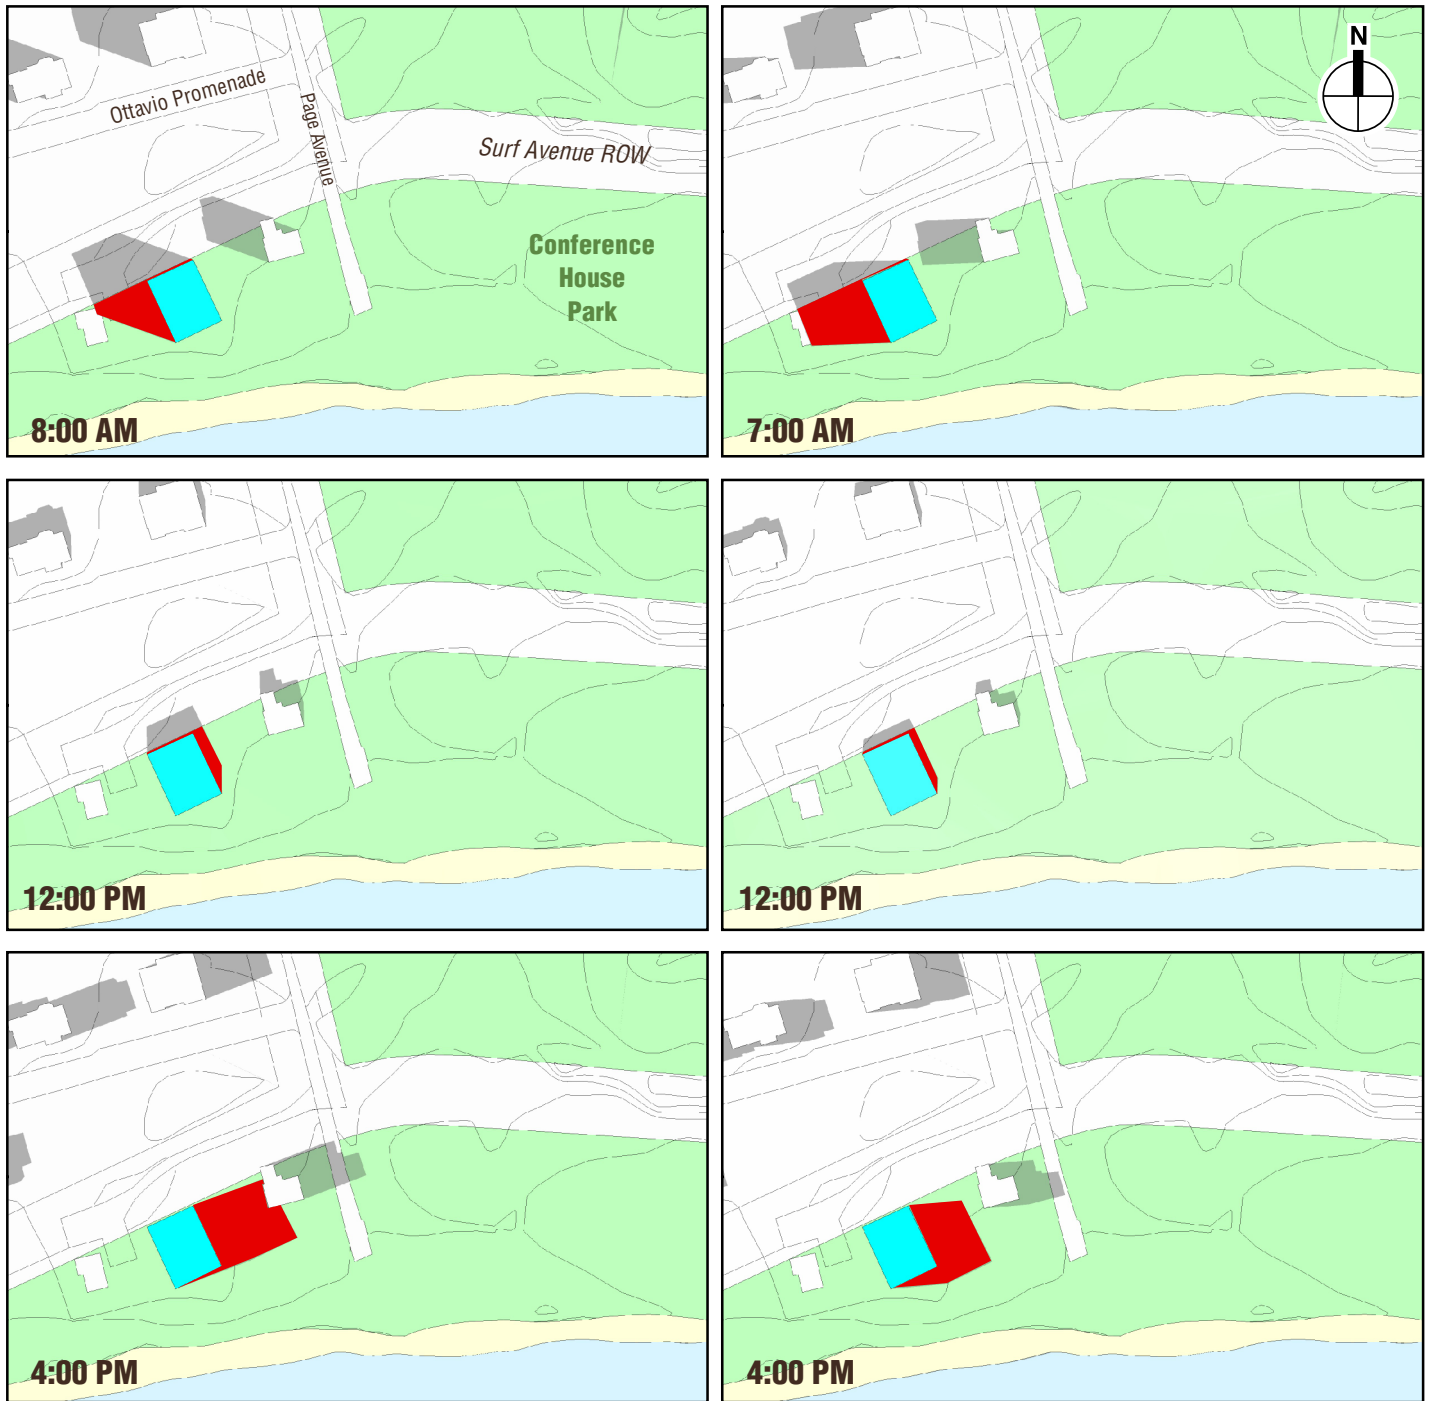 N
Ottavio Promenade
Page Avenue
Surf Avenue ROW
Conference
House
Park
8:00 AM
7:00 AM
12:00 PM
12:00 PM
4:00 PM
4:00 PM